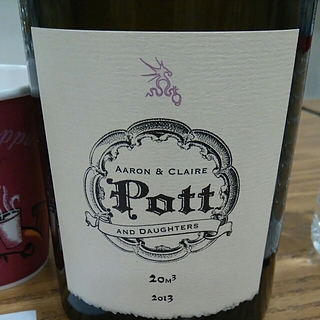 AARON & CLAIRE
Pott
AND DAUGHTERS
20M³
2013